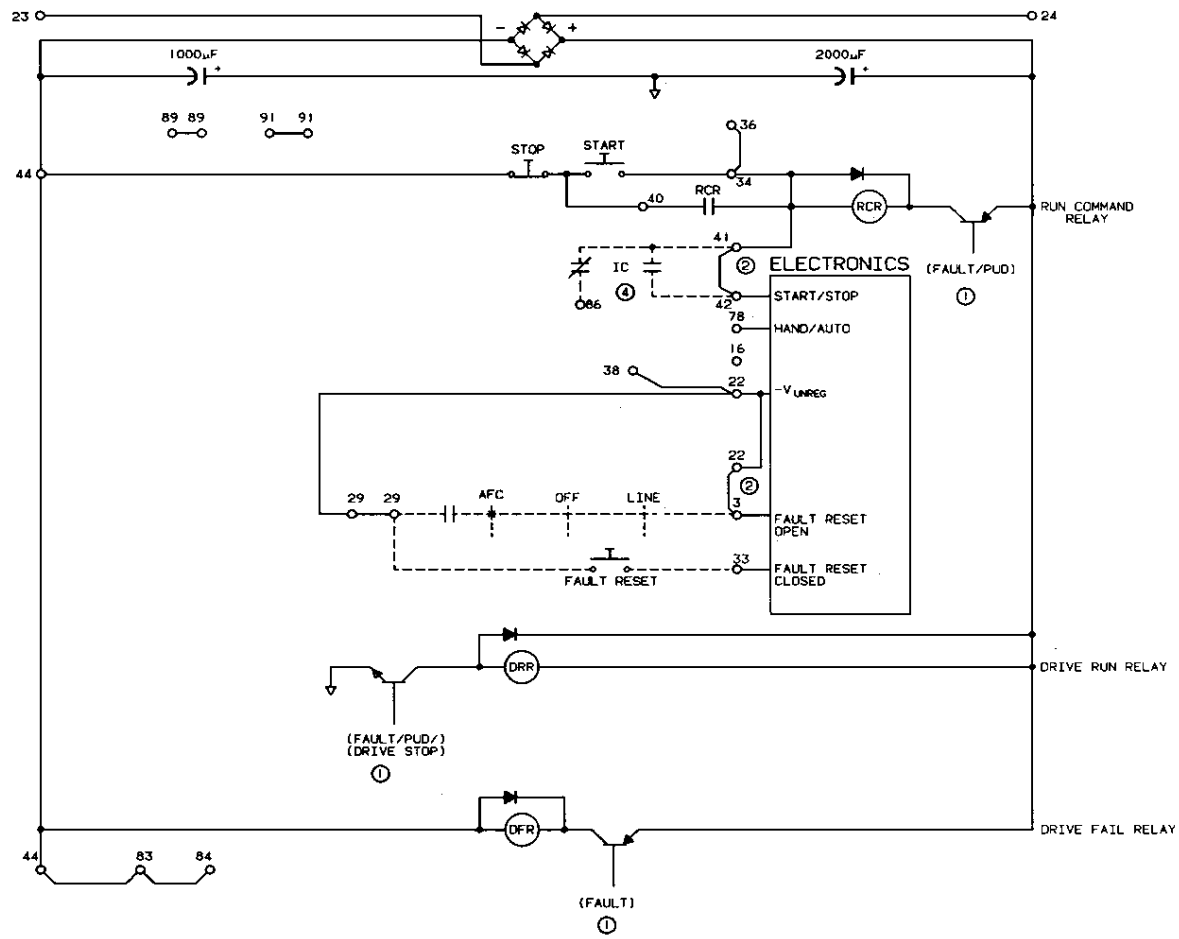 23
24
-
+
1000µF
+
2000µF
+
89 89
91 91
36
STOP
START
44
34
RCR
40
RCR
RUN COMMAND
RELAY
41
2
ELECTRONICS
(FAULT/PUD)
1
IC
4
86
42
START/STOP
78
HAND/AUTO
16
38
22
-VUNREG
22
2
29
29
AFC
OFF
LINE
3
FAULT RESET
OPEN
FAULT RESET
33
FAULT RESET
CLOSED
DRR
DRIVE RUN RELAY
(FAULT/PUD/)
(DRIVE STOP)
1
DFR
DRIVE FAIL RELAY
44
83
84
(FAULT)
1